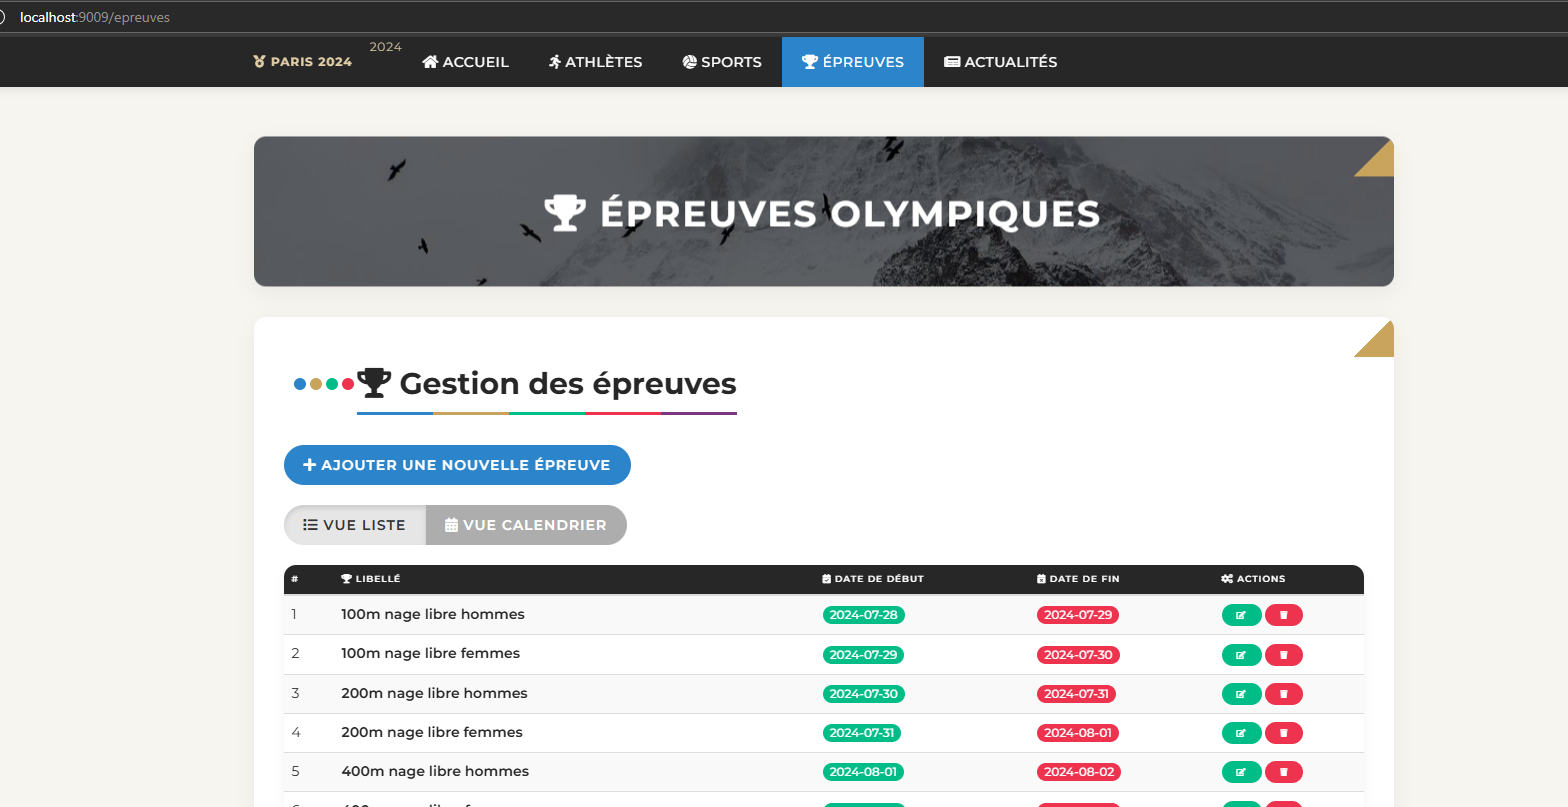 localhost:9009/epreuves
PARIS 2024 2024 ACCUEIL ATHLÈTES SPORTS ÉPREUVES ACTUALITÉS
ÉPREUVES OLYMPIQUES
Gestion des épreuves
AJOUTER UNE NOUVELLE ÉPREUVE
VUE LISTE VUE CALENDRIER
# LIBELLÉ DATE DE DÉBUT DATE DE FIN ACTIONS
1 100m nage libre hommes 2024-07-28 2024-07-29
2 100m nage libre femmes 2024-07-29 2024-07-30
3 200m nage libre hommes 2024-07-30 2024-07-31
4 200m nage libre femmes 2024-07-31 2024-08-01
5 400m nage libre hommes 2024-08-01 2024-08-02